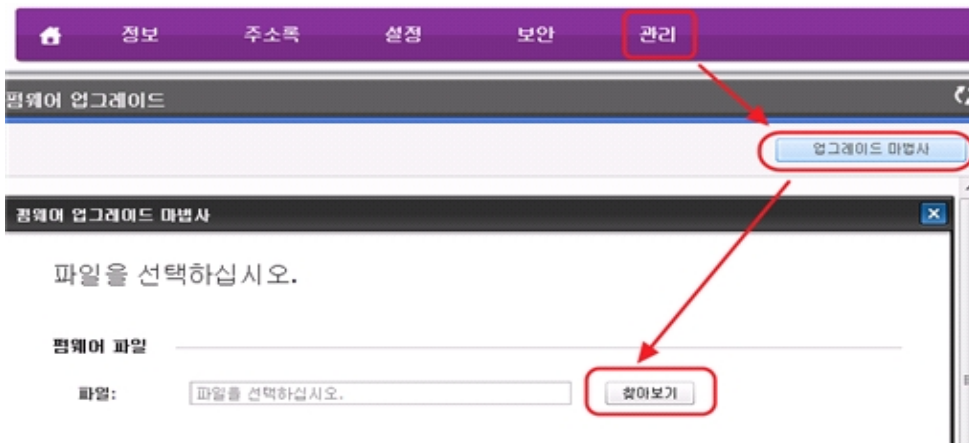 정보 주소록 설정 보안 관리
펌웨어 업그레이드
업그레이드 마법사
펌웨어 업그레이드 마법사
파일을 선택하십시오.
펌웨어 파일
파일: 파일을 선택하십시오. 찾아보기